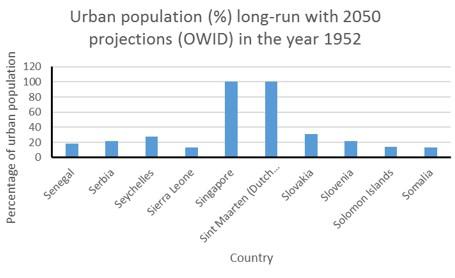 Urban population (%) long-run with 2050
projections (OWID) in the year 1952
Percentage of urban population
120
100
80
60
40
20
0
Senegal
Serbia
Seychelles
Sierra Leone
Singapore
Sint Maarten (Dutch...
Slovakia
Slovenia
Solomon Islands
Somalia
Country